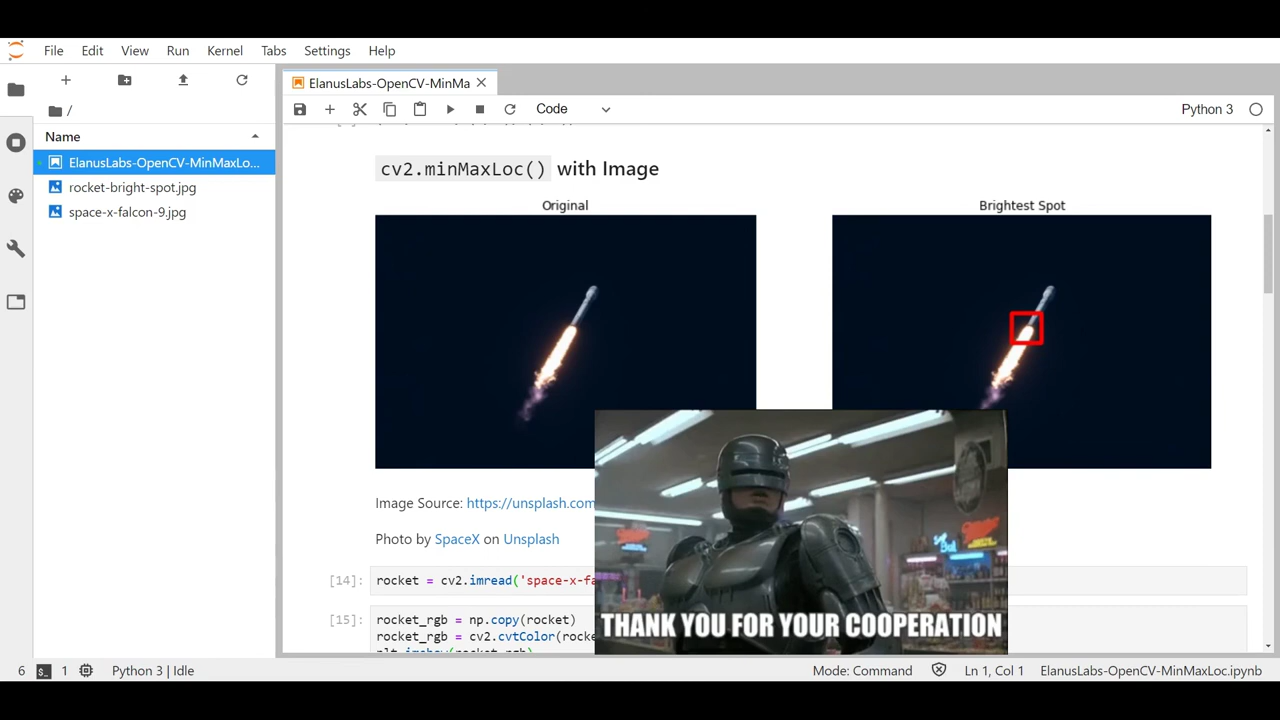 File Edit View Run Kernel Tabs Settings Help
ElanusLabs-OpenCV-MinMa
Code
Python 3
/
Name
ElanusLabs-OpenCV-MinMaxLo...
rocket-bright-spot.jpg
space-x-falcon-9.jpg
cv2.minMaxLoc() with Image
Original
Brightest Spot
Image Source: https://unsplash.com
Photo by SpaceX on Unsplash
[14]: rocket = cv2.imread('space-x-fa
[15]: rocket_rgb = np.copy(rocket)
rocket_rgb = cv2.cvtColor(rocke
plt.imshow(rocket_rgb)
THANK YOU FOR YOUR COOPERATION
6 1 Python 3 | Idle Mode: Command Ln 1, Col 1 ElanusLabs-OpenCV-MinMaxLoc.ipynb